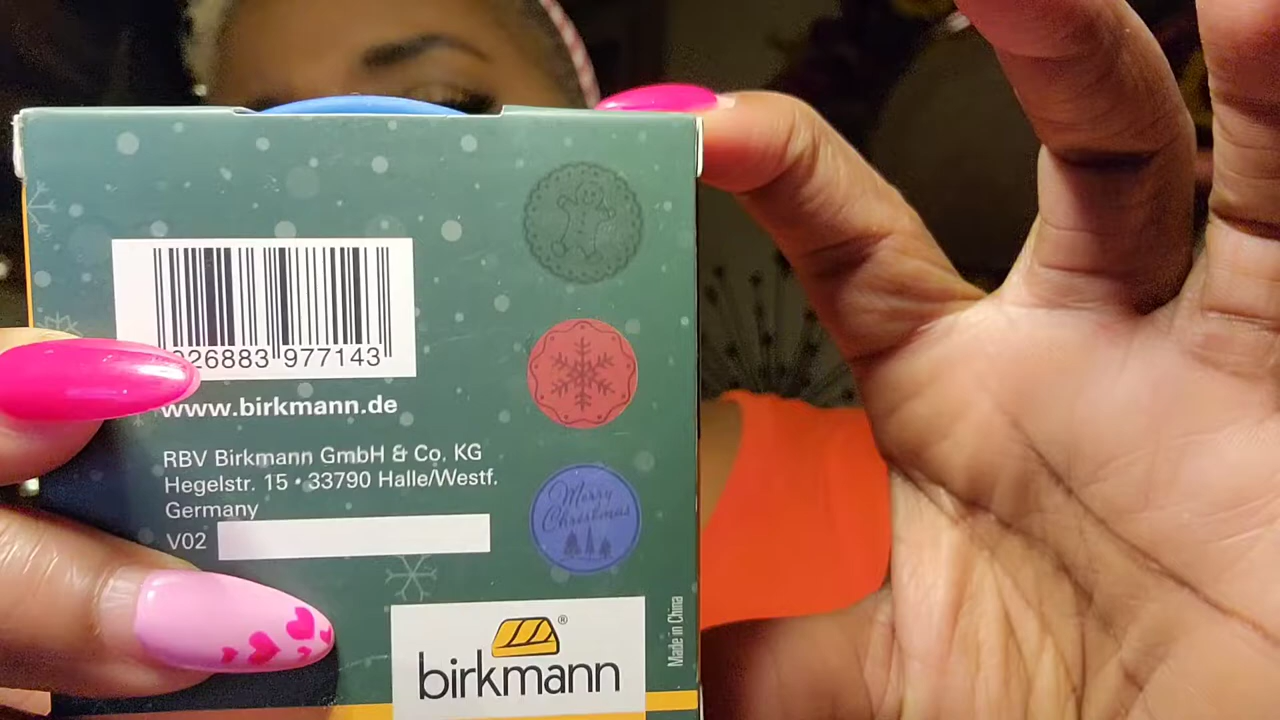 26883 977143
www.birkmann.de
RBV Birkmann GmbH & Co. KG
Hegelstr. 15 • 33790 Halle/Westf.
Germany
V02
Merry
Christmas
Made in China
birkmann®